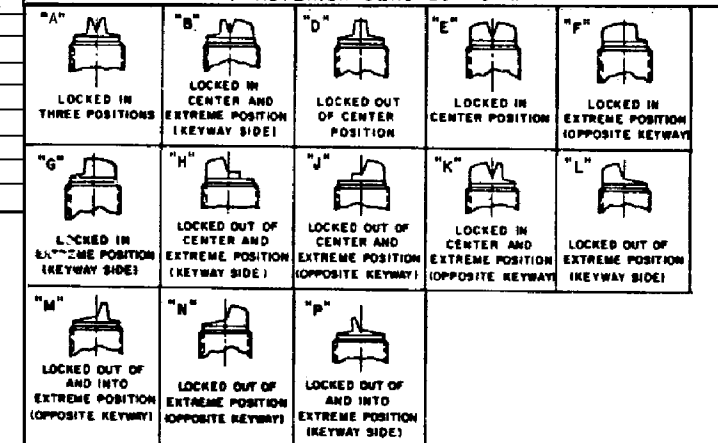 "A"
LOCKED IN
THREE POSITIONS
"B"
LOCKED IN
CENTER AND
EXTREME POSITION
(KEYWAY SIDE)
"D"
LOCKED OUT
OF CENTER
POSITION
"E"
LOCKED IN
CENTER POSITION
"F"
LOCKED IN
EXTREME POSITION
(OPPOSITE KEYWAY)
"G"
LOCKED IN
EXTREME POSITION
(KEYWAY SIDE)
"H"
LOCKED OUT OF
CENTER AND
EXTREME POSITION
(KEYWAY SIDE)
"J"
LOCKED OUT OF
CENTER AND
EXTREME POSITION
(OPPOSITE KEYWAY)
"K"
LOCKED IN
CENTER AND
EXTREME POSITION
(OPPOSITE KEYWAY)
"L"
LOCKED OUT OF
EXTREME POSITION
(KEYWAY SIDE)
"M"
LOCKED OUT OF
AND INTO
EXTREME POSITION
(OPPOSITE KEYWAY)
"N"
LOCKED OUT OF
EXTREME POSITION
(OPPOSITE KEYWAY)
"P"
LOCKED OUT OF
AND INTO
EXTREME POSITION
(KEYWAY SIDE)